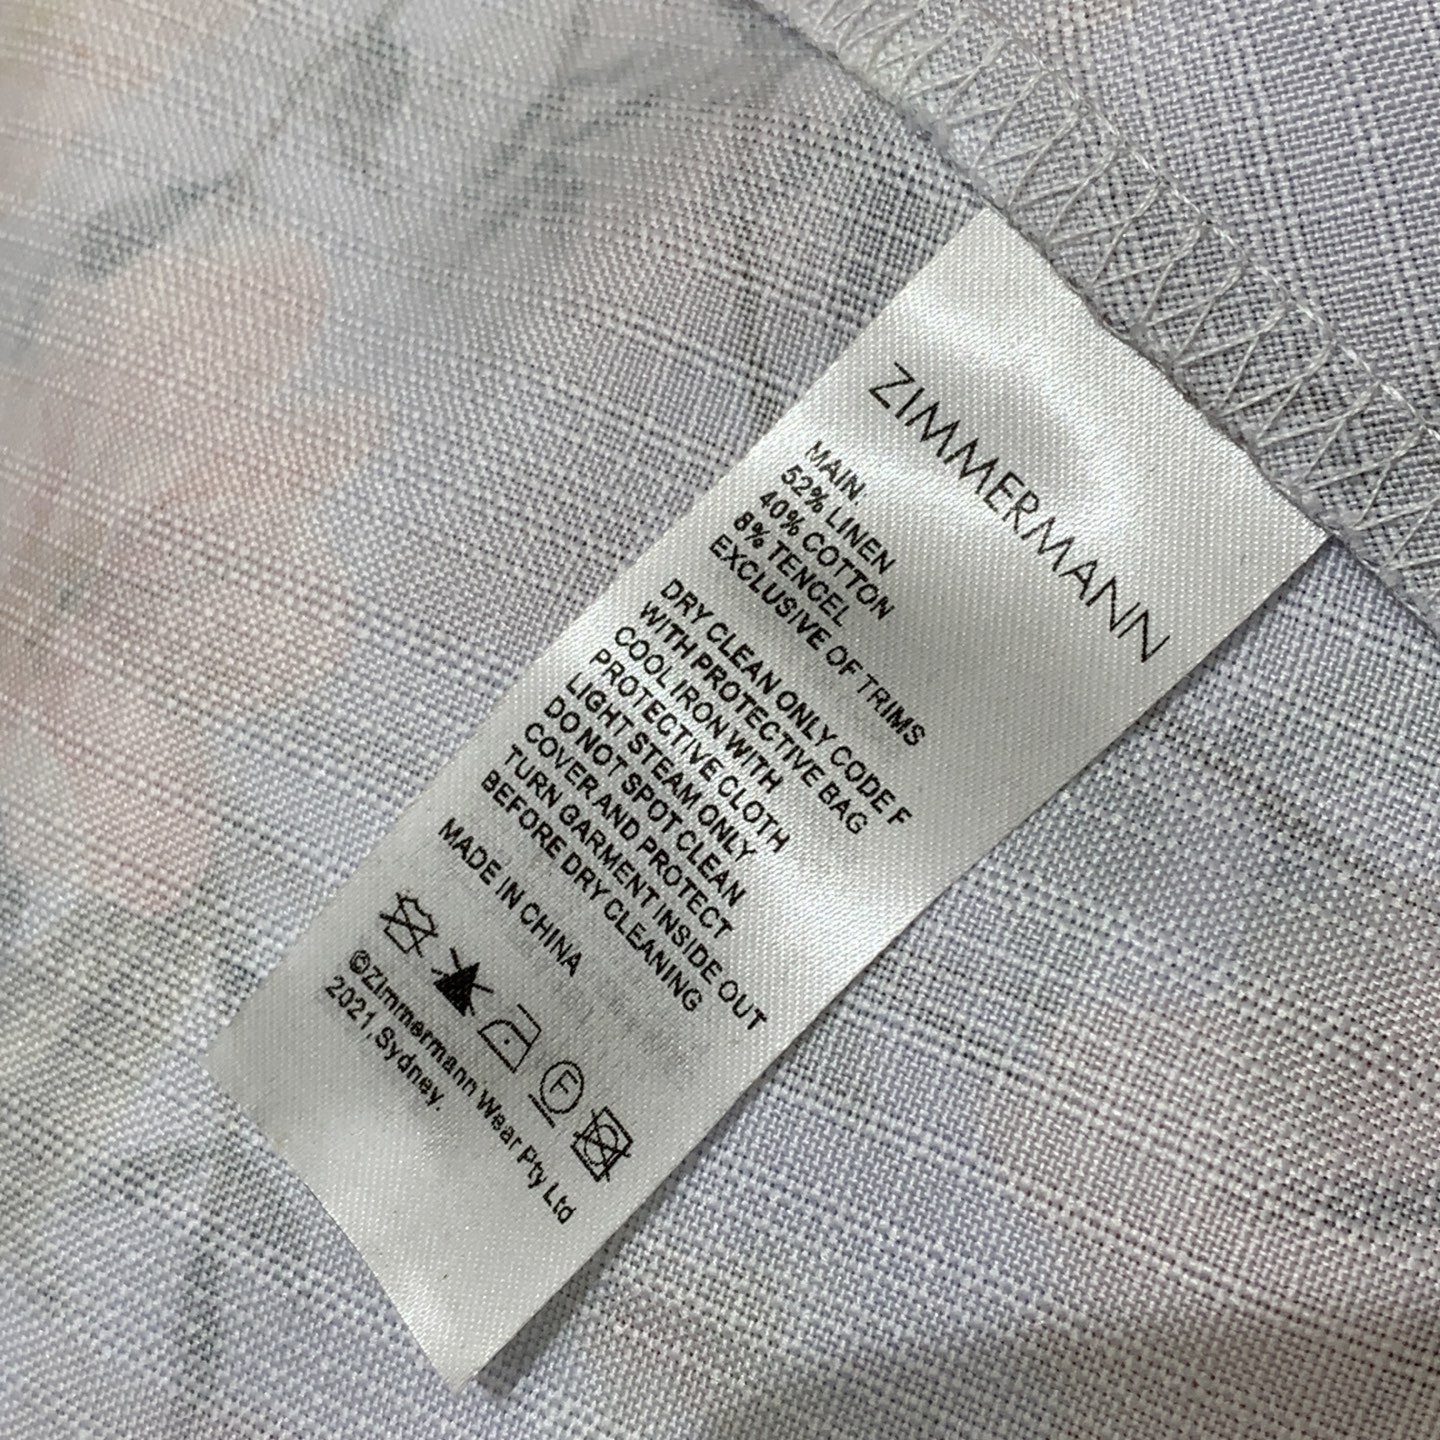 ZIMMERMANN
MAIN.
52% LINEN
40% COTTON
8% TENCEL
EXCLUSIVE OF TRIMS
DRY CLEAN ONLY CODE F
WITH PROTECTIVE BAG
COOL IRON WITH
PROTECTIVE CLOTH
LIGHT STEAM ONLY
DO NOT SPOT CLEAN
COVER AND PROTECT
TURN GARMENT INSIDE OUT
BEFORE DRY CLEANING
MADE IN CHINA
F
©Zimmermann Wear Pty Ltd
2021, Sydney.